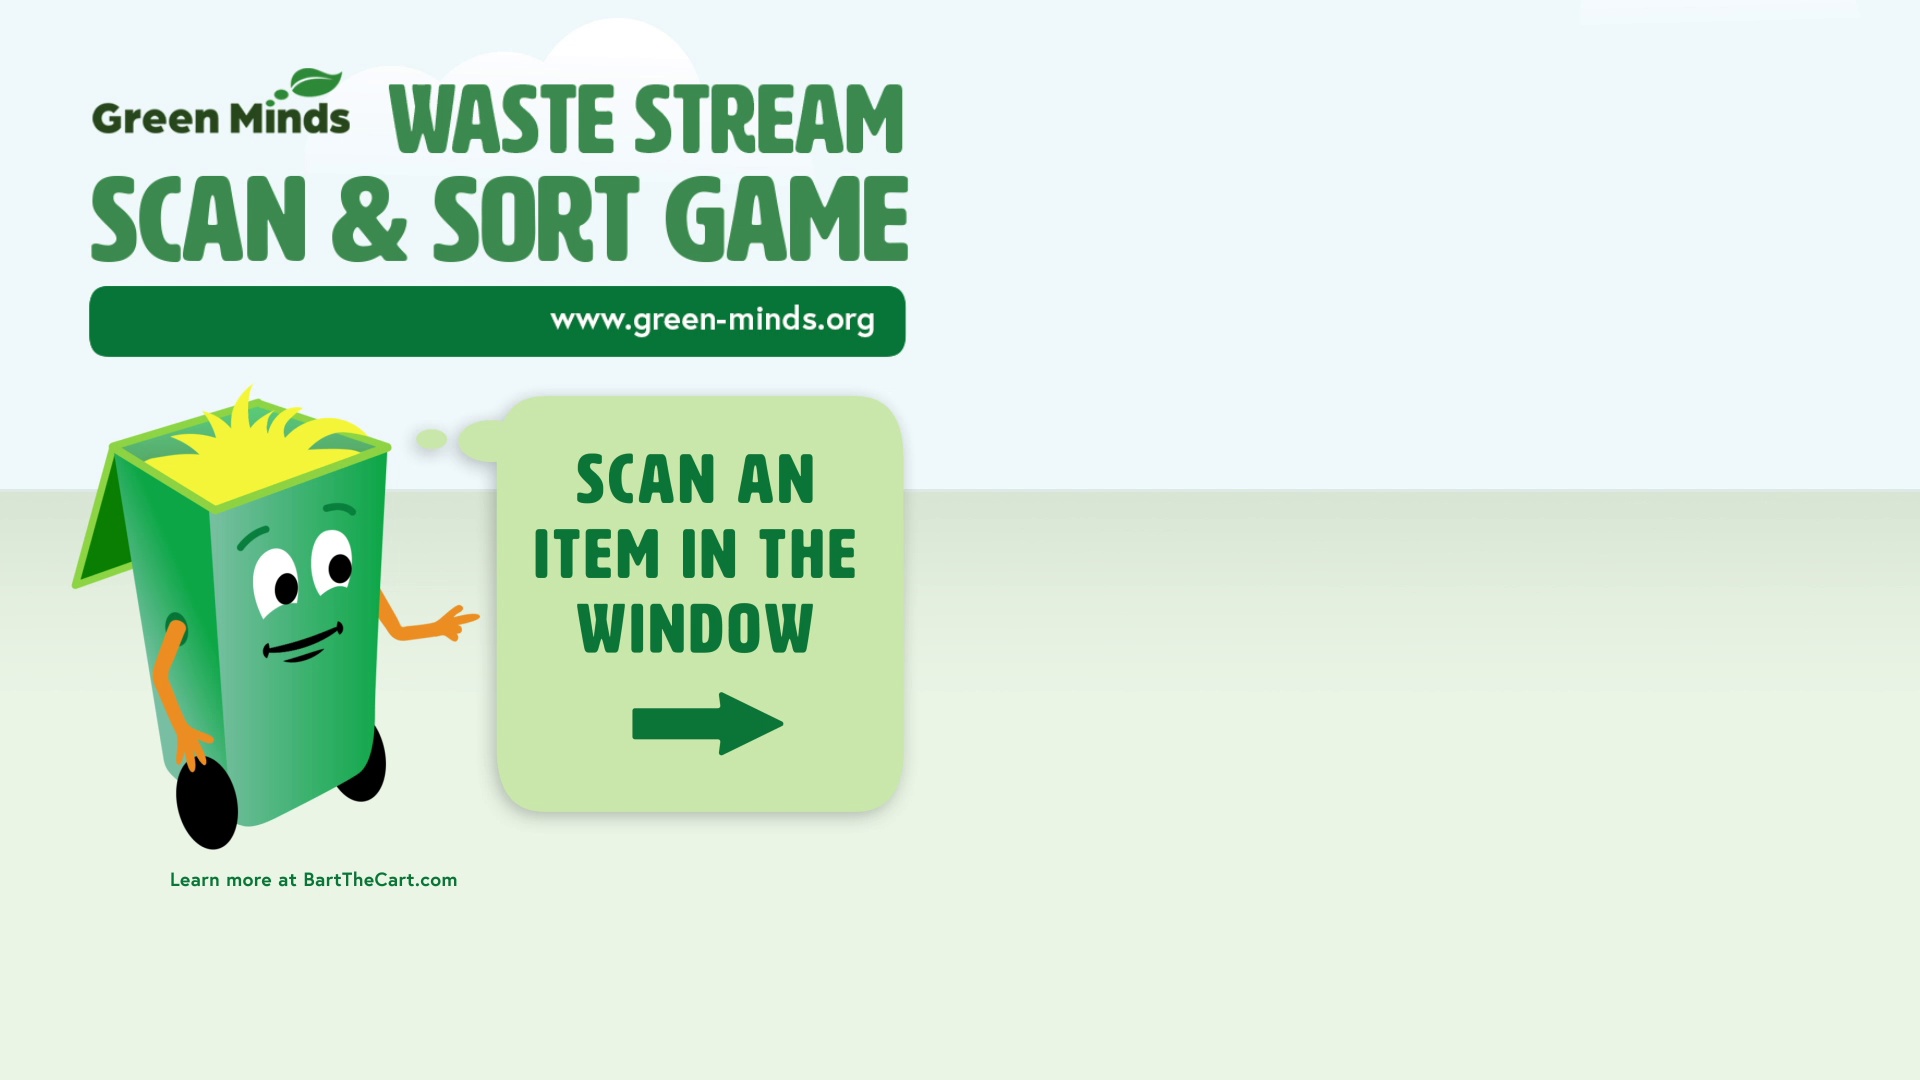 Green Minds
WASTE STREAM
SCAN & SORT GAME
www.green-minds.org
SCAN AN
ITEM IN THE
WINDOW
Learn more at BartTheCart.com